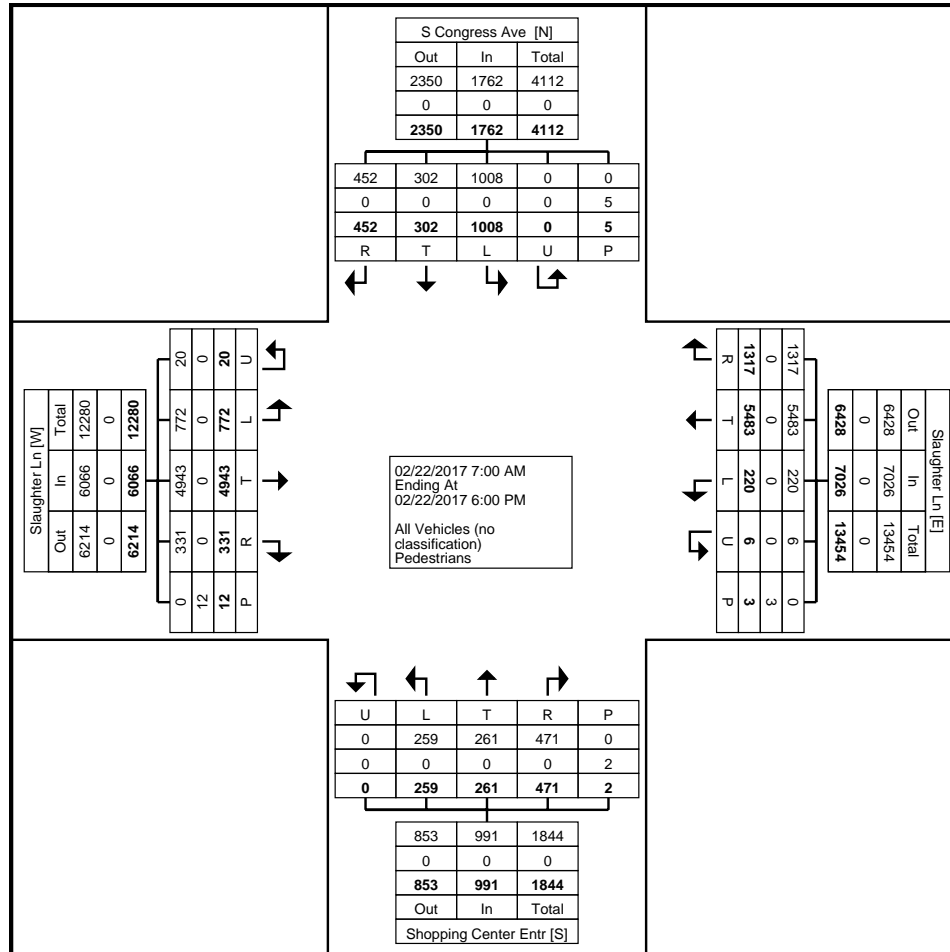 S Congress Ave [N]
Out In Total
2350 1762 4112
0 0 0
2350 1762 4112
452 302 1008 0 0
0 0 0 0 5
452 302 1008 0 5
R T L U P
Slaughter Ln [W]
Total In Out
12280 6066 6214
0 0 0
12280 6066 6214
20 772 4943 331 0
0 0 0 0 12
20 772 4943 331 12
U L T R P
02/22/2017 7:00 AM
Ending At
02/22/2017 6:00 PM
All Vehicles (no
classification)
Pedestrians
R T L U P
1317 5483 220 6 3
0 0 0 0 3
1317 5483 220 6 0
6428 7026 13454
0 0 0
6428 7026 13454
Out In Total
Slaughter Ln [E]
U L T R P
0 259 261 471 0
0 0 0 0 2
0 259 261 471 2
853 991 1844
0 0 0
853 991 1844
Out In Total
Shopping Center Entr [S]